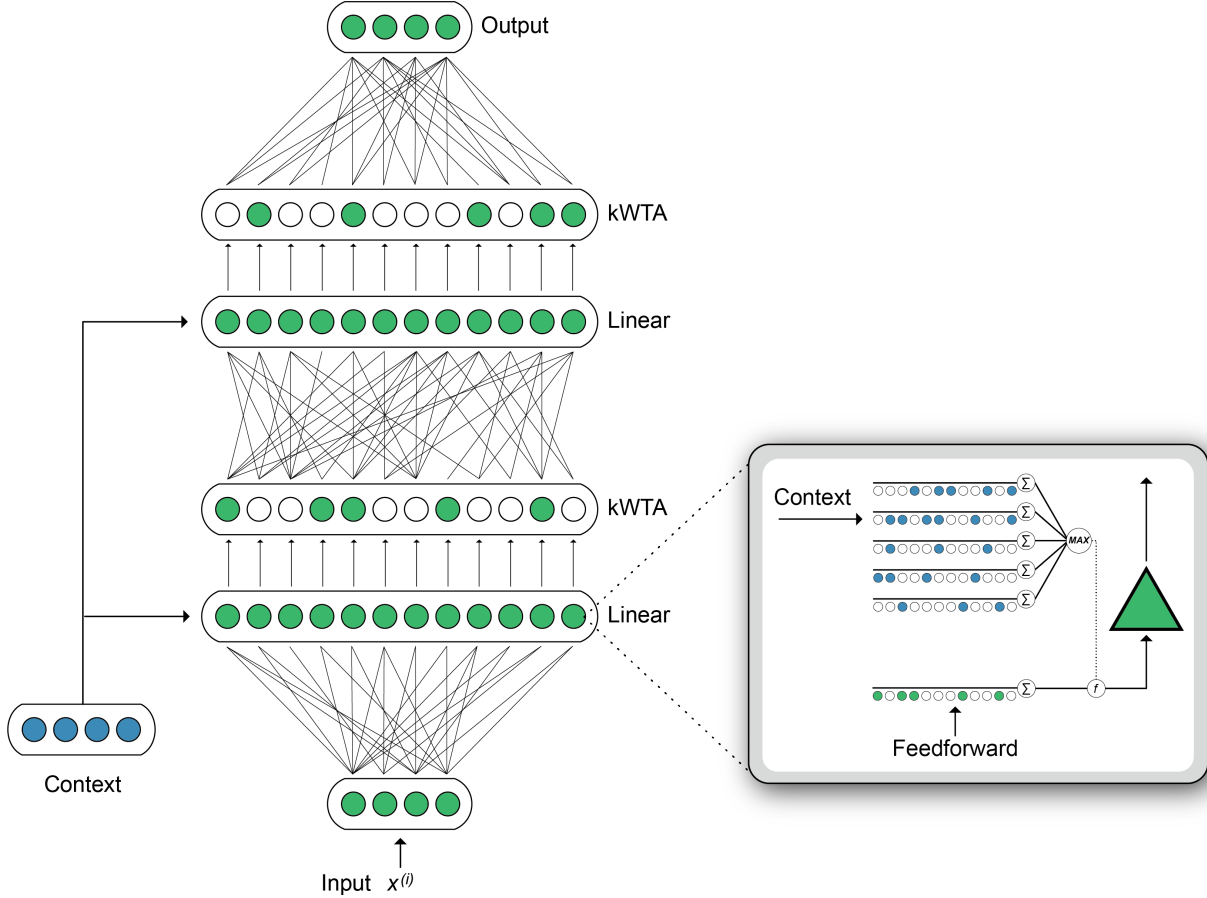 Output
kWTA
Linear
kWTA
Linear
Context
Input x(i)
Context
Σ
Σ
Σ
Σ
Σ
MAX
Σ
f
Feedforward